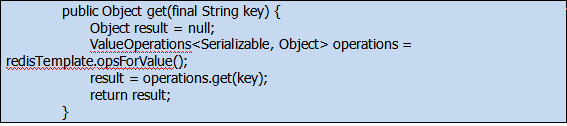 public Object get(final String key) {
Object result = null;
ValueOperations<Serializable, Object> operations =
redisTemplate.opsForValue();
result = operations.get(key);
return result;
}